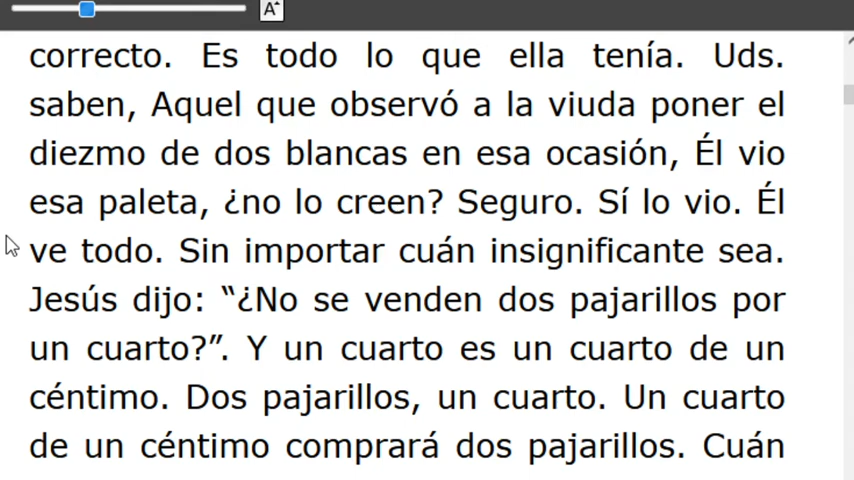 A
correcto. Es todo lo que ella tenía. Uds.
saben, Aquel que observó a la viuda poner el
diezmo de dos blancas en esa ocasión, Él vio
esa paleta, ¿no lo creen? Seguro. Sí lo vio. Él
ve todo. Sin importar cuán insignificante sea.
Jesús dijo: “¿No se venden dos pajarillos por
un cuarto?”. Y un cuarto es un cuarto de un
céntimo. Dos pajarillos, un cuarto. Un cuarto
de un céntimo comprará dos pajarillos. Cuán